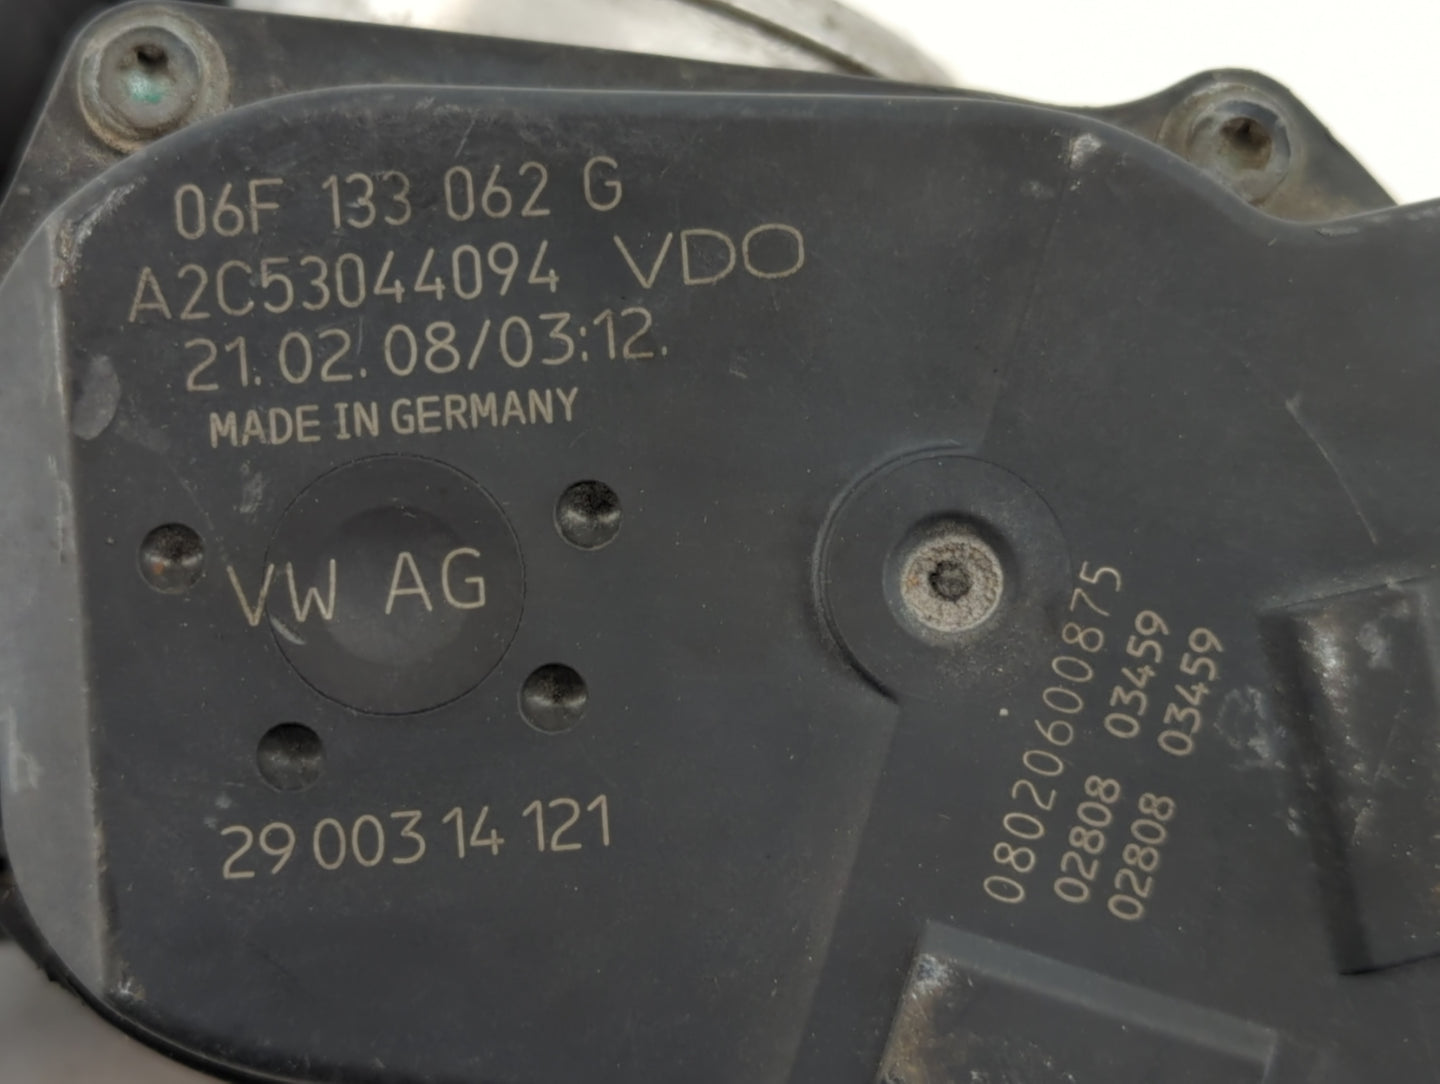 06F 133 062 G
A2C53044094 VDO
21.02.08/03:12.
MADE IN GERMANY
VW AG
29 003 14 121
08020600875
02808 03459
02808 03459